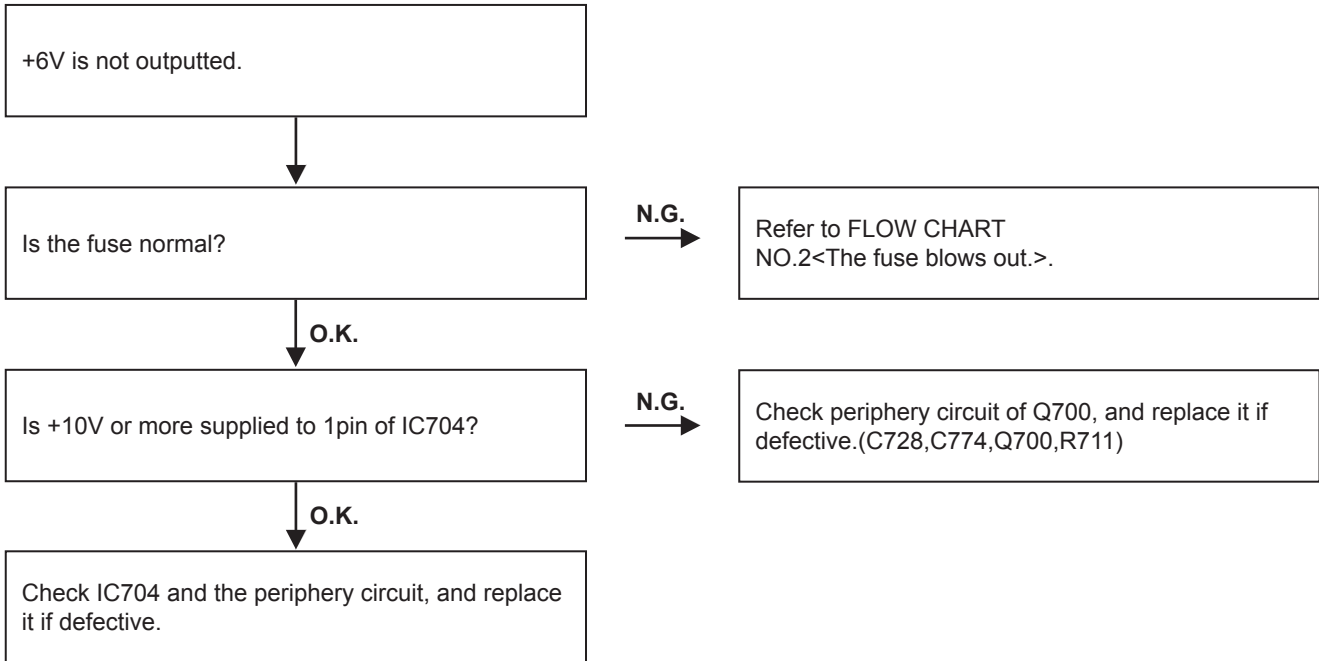 +6V is not outputted.
Is the fuse normal?
N.G.
Refer to FLOW CHART
NO.2<The fuse blows out.>.
O.K.
Is +10V or more supplied to 1pin of IC704?
N.G.
Check periphery circuit of Q700, and replace it if
defective.(C728,C774,Q700,R711)
O.K.
Check IC704 and the periphery circuit, and replace
it if defective.